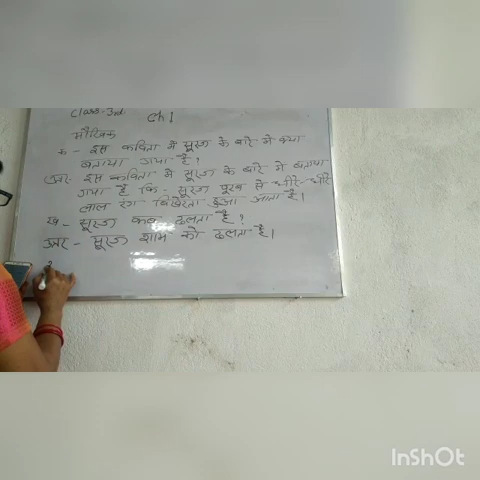 Class-3rd Ch 1
मौखिक
क - इस कविता में सूरज के बारे में क्या
बताया गया है?
उत्तर- इस कविता में सूरज के बारे में बताया
गया है कि - सूरज पूरब से धीरे-धीरे
लाल रंग बिखेरता हुआ आता है।
ख - सूरज कब ढलता है?
उत्तर - सूरज शाम को ढलता है।
InShOt